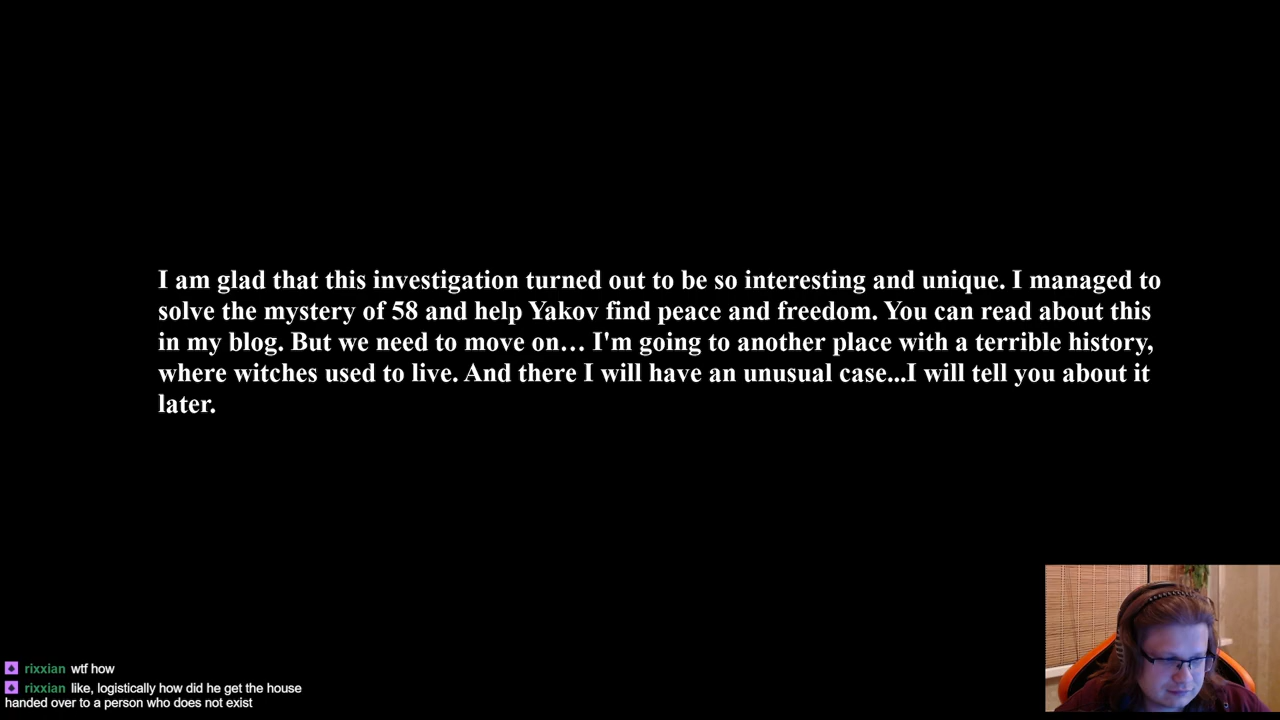 I am glad that this investigation turned out to be so interesting and unique. I managed to
solve the mystery of 58 and help Yakov find peace and freedom. You can read about this
in my blog. But we need to move on… I'm going to another place with a terrible history,
where witches used to live. And there I will have an unusual case...I will tell you about it
later.
rixxian wtf how
rixxian like, logistically how did he get the house
handed over to a person who does not exist